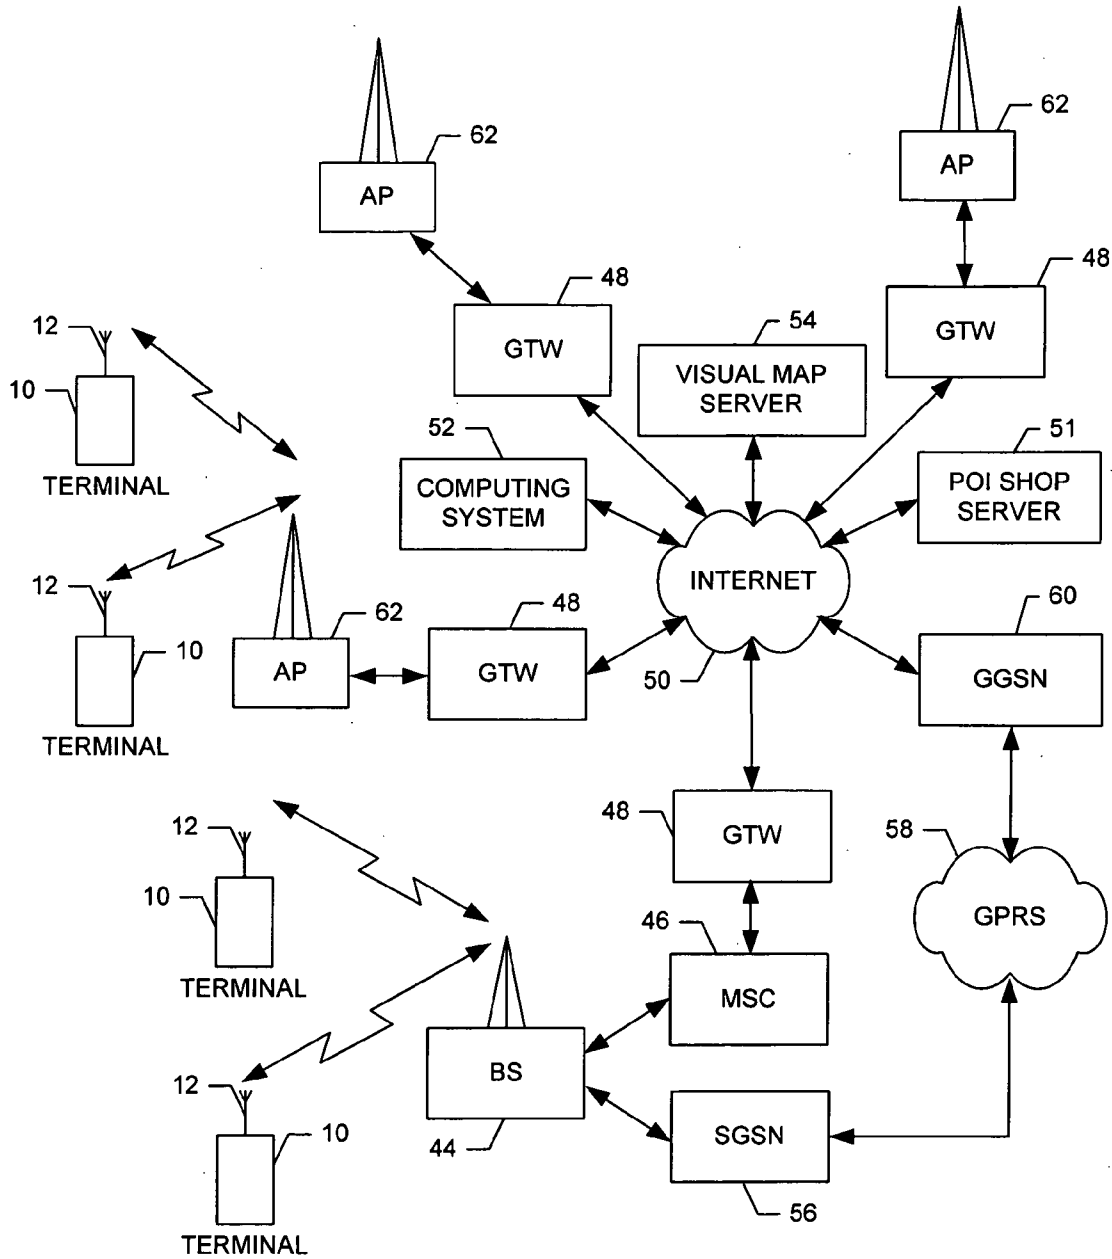 62
AP
62
AP
48
GTW
48
GTW
54
VISUAL MAP
SERVER
12
10
TERMINAL
52
COMPUTING
SYSTEM
51
POI SHOP
SERVER
INTERNET
50
12
10
TERMINAL
62
AP
48
GTW
60
GGSN
48
GTW
58
GPRS
12
10
TERMINAL
46
MSC
BS
44
12
10
TERMINAL
SGSN
56